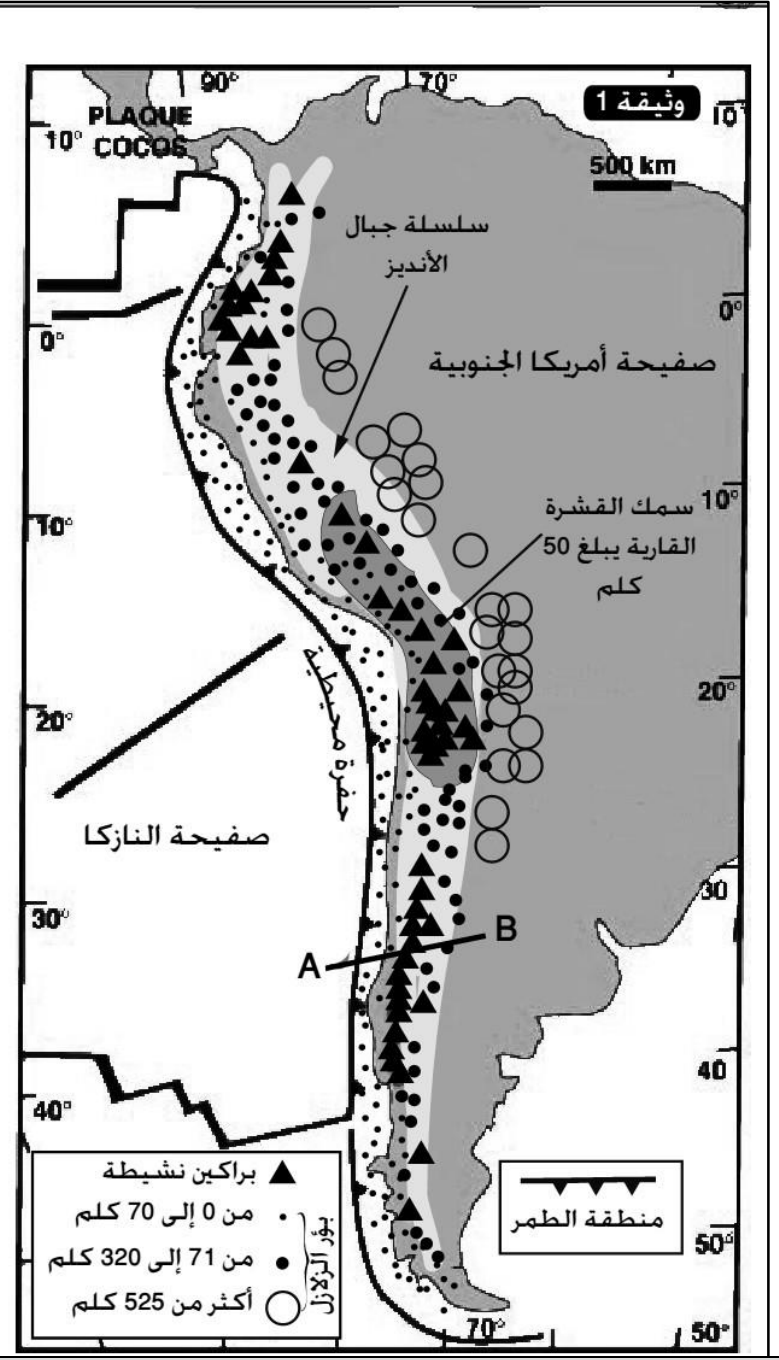 90°
70°
وثيقة 1
10°
PLAQUE
COCOS
10°
500 km
سلسلة جبال
الأنديز
0°
0°
صفيحة أمريكا الجنوبية
10°
سمك القشرة
القارية يبلغ 50
كلم
10°
حفرة محيطية
20°
20°
صفيحة النازكا
30
30°
A
B
40
40°
براكين نشيطة
من 0 إلى 70 كلم
من 71 إلى 320 كلم
أكثر من 525 كلم
بؤر الزلازل
منطقة الطمر
50°
70°
50°